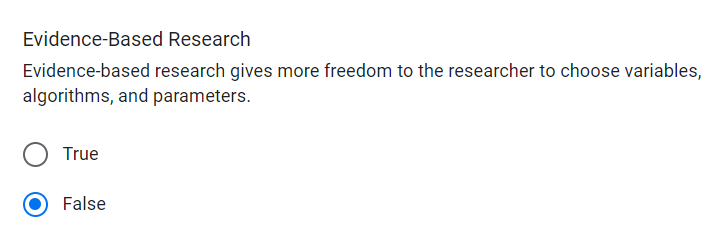 Evidence-Based Research
Evidence-based research gives more freedom to the researcher to choose variables,
algorithms, and parameters.
True
False